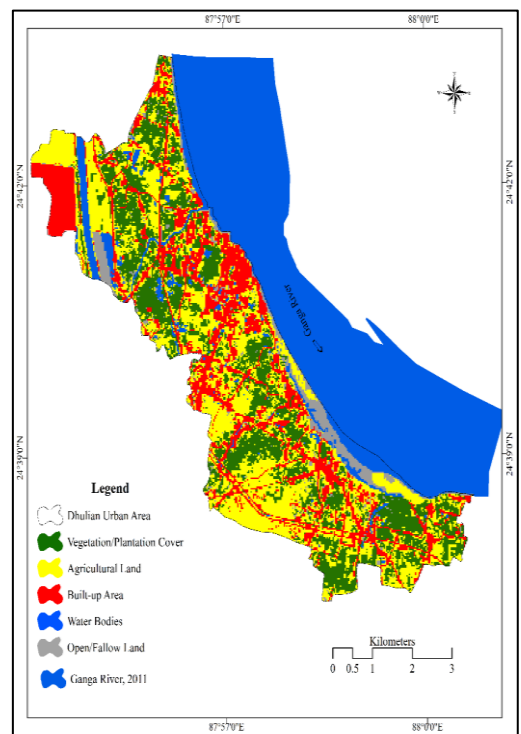 87°57'0"E 88°0'0"E
24°42'0"N 24°42'0"N
Ganga River
24°39'0"N 24°39'0"N
Legend
Dhulian Urban Area
Vegetation/Plantation Cover
Agricultural Land
Built-up Area
Water Bodies
Open/Fallow Land
Ganga River, 2011
Kilometers
0 0.5 1 2 3
87°57'0"E 88°0'0"E